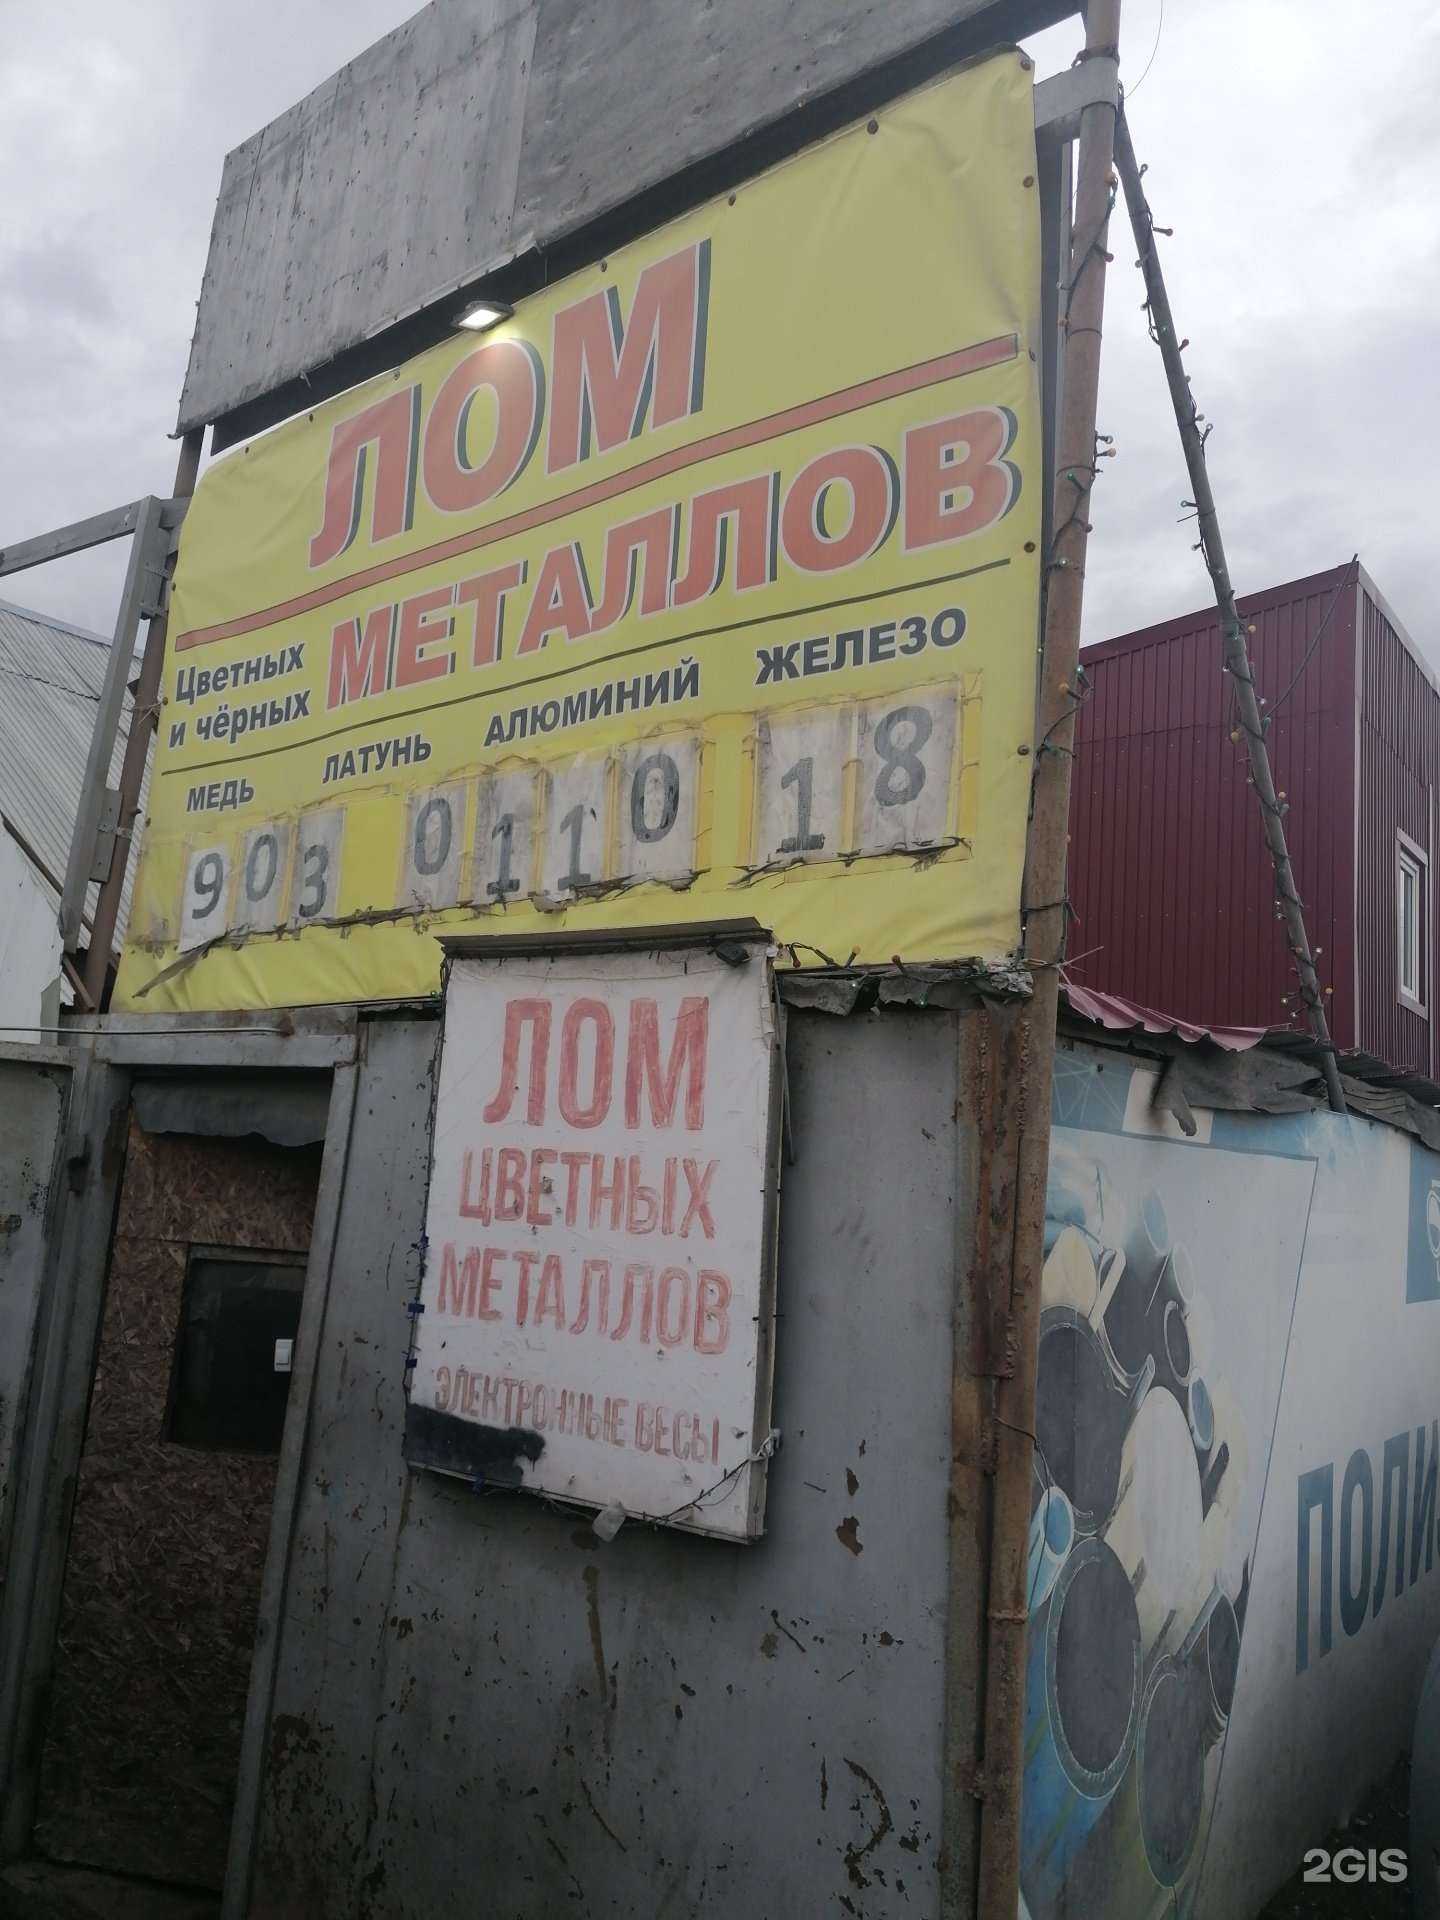 ЛОМ
Цветных
и чёрных
МЕТАЛЛОВ
МЕДЬ ЛАТУНЬ АЛЮМИНИЙ ЖЕЛЕЗО
903 0110 18
ЛОМ
ЦВЕТНЫХ
МЕТАЛЛОВ
ЭЛЕКТРОННЫЕ ВЕСЫ
ПОЛИ
2GIS